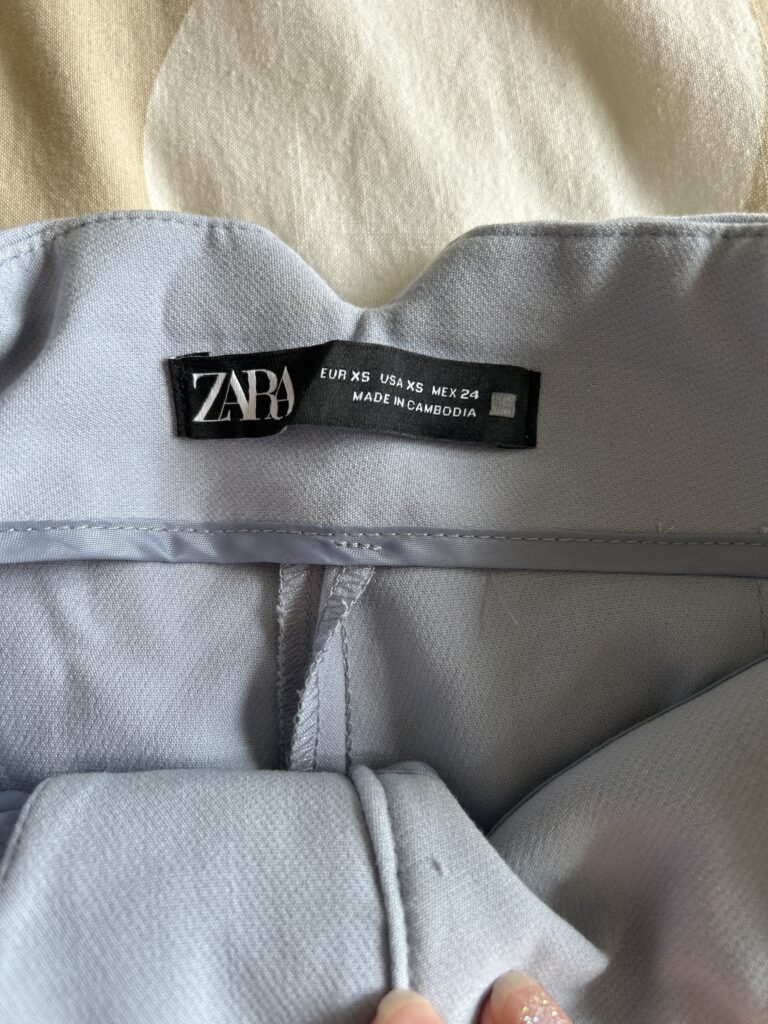 ZARA
EUR XS USA XS MEX 24
MADE IN CAMBODIA